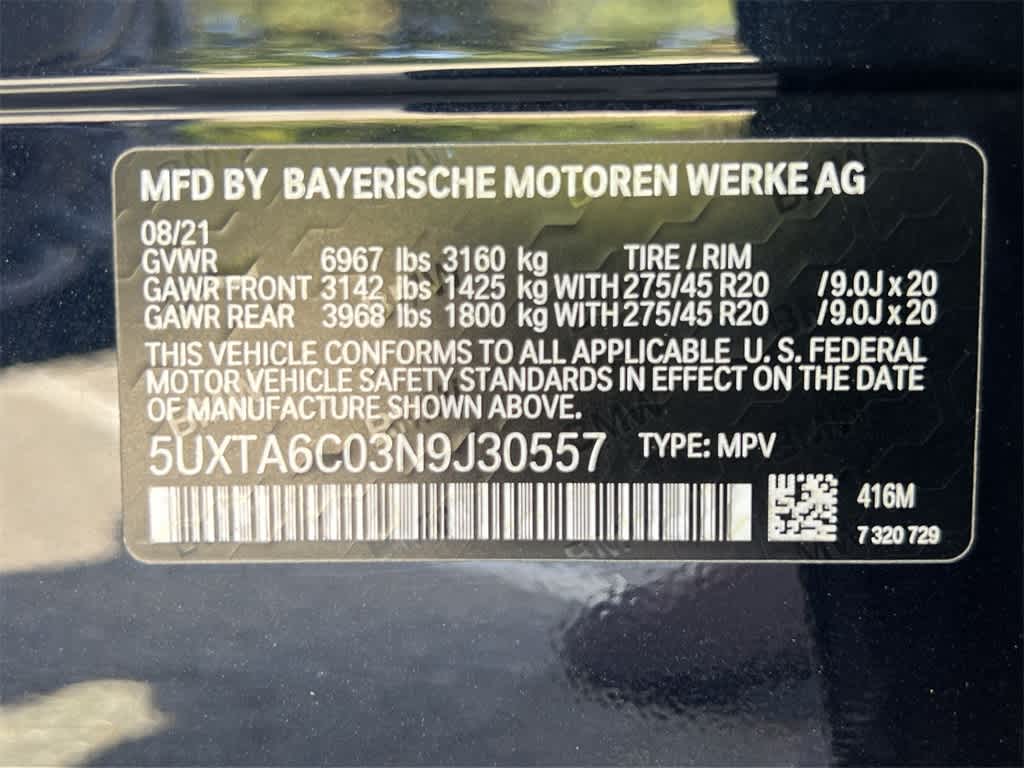 MFD BY BAYERISCHE MOTOREN WERKE AG
08/21
GVWR 6967 lbs 3160 kg TIRE / RIM
GAWR FRONT 3142 lbs 1425 kg WITH 275/45 R20 /9.0J x 20
GAWR REAR 3968 lbs 1800 kg WITH 275/45 R20 /9.0J x 20
THIS VEHICLE CONFORMS TO ALL APPLICABLE U. S. FEDERAL
MOTOR VEHICLE SAFETY STANDARDS IN EFFECT ON THE DATE
OF MANUFACTURE SHOWN ABOVE.
5UXTA6C03N9J30557 TYPE: MPV
416M
7 320 729